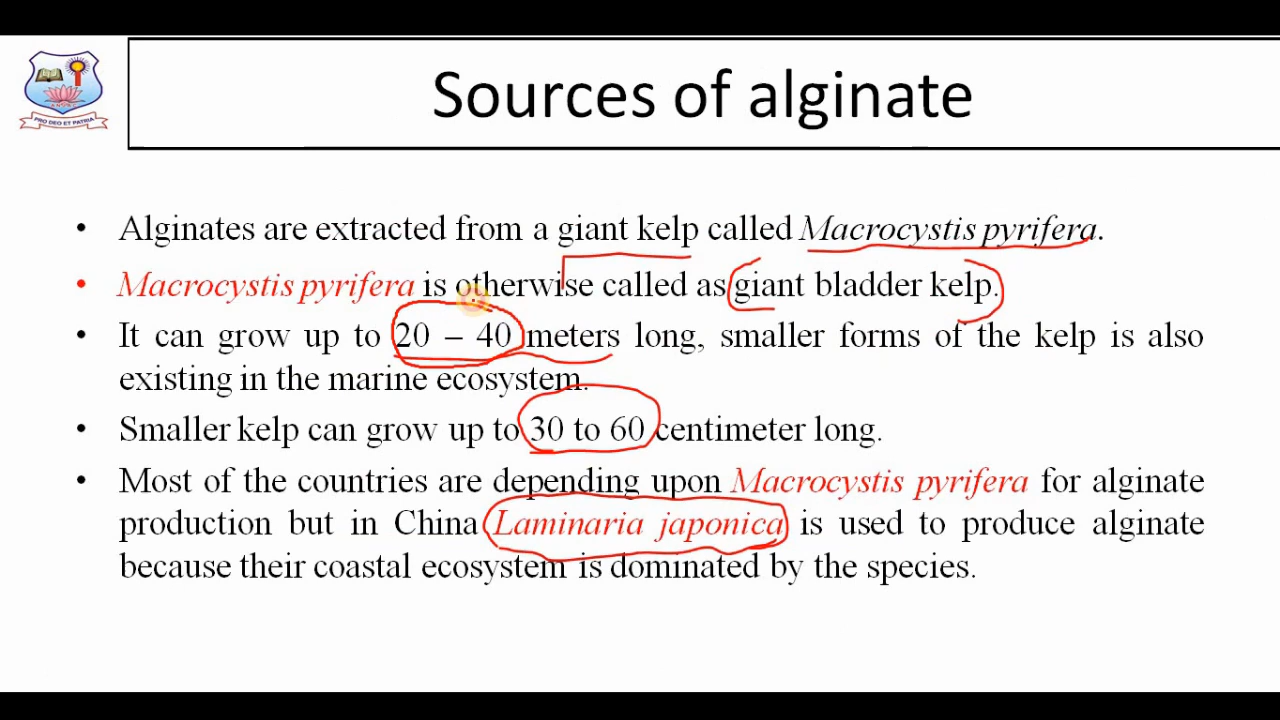 Sources of alginate
PRO DEO ET PATRIA
• Alginates are extracted from a giant kelp called Macrocystis pyrifera.
• Macrocystis pyrifera is otherwise called as giant bladder kelp.
• It can grow up to 20 – 40 meters long, smaller forms of the kelp is also
existing in the marine ecosystem.
• Smaller kelp can grow up to 30 to 60 centimeter long.
• Most of the countries are depending upon Macrocystis pyrifera for alginate
production but in China Laminaria japonica is used to produce alginate
because their coastal ecosystem is dominated by the species.